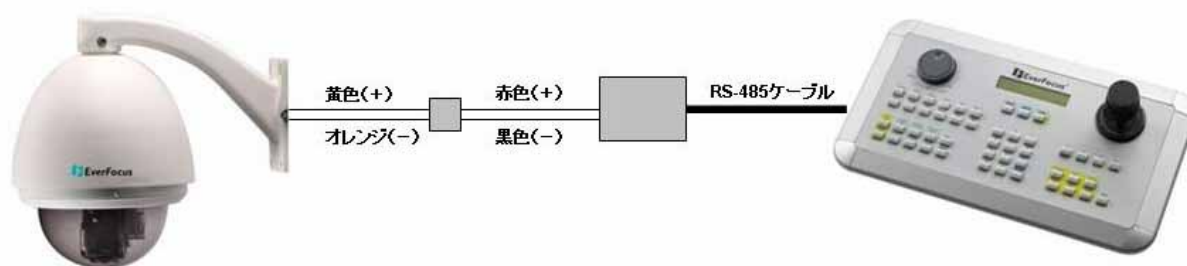 EverFocus
黄色(+)
オレンジ(−)
赤色(+)
黒色(−)
RS-485ケーブル
EverFocus